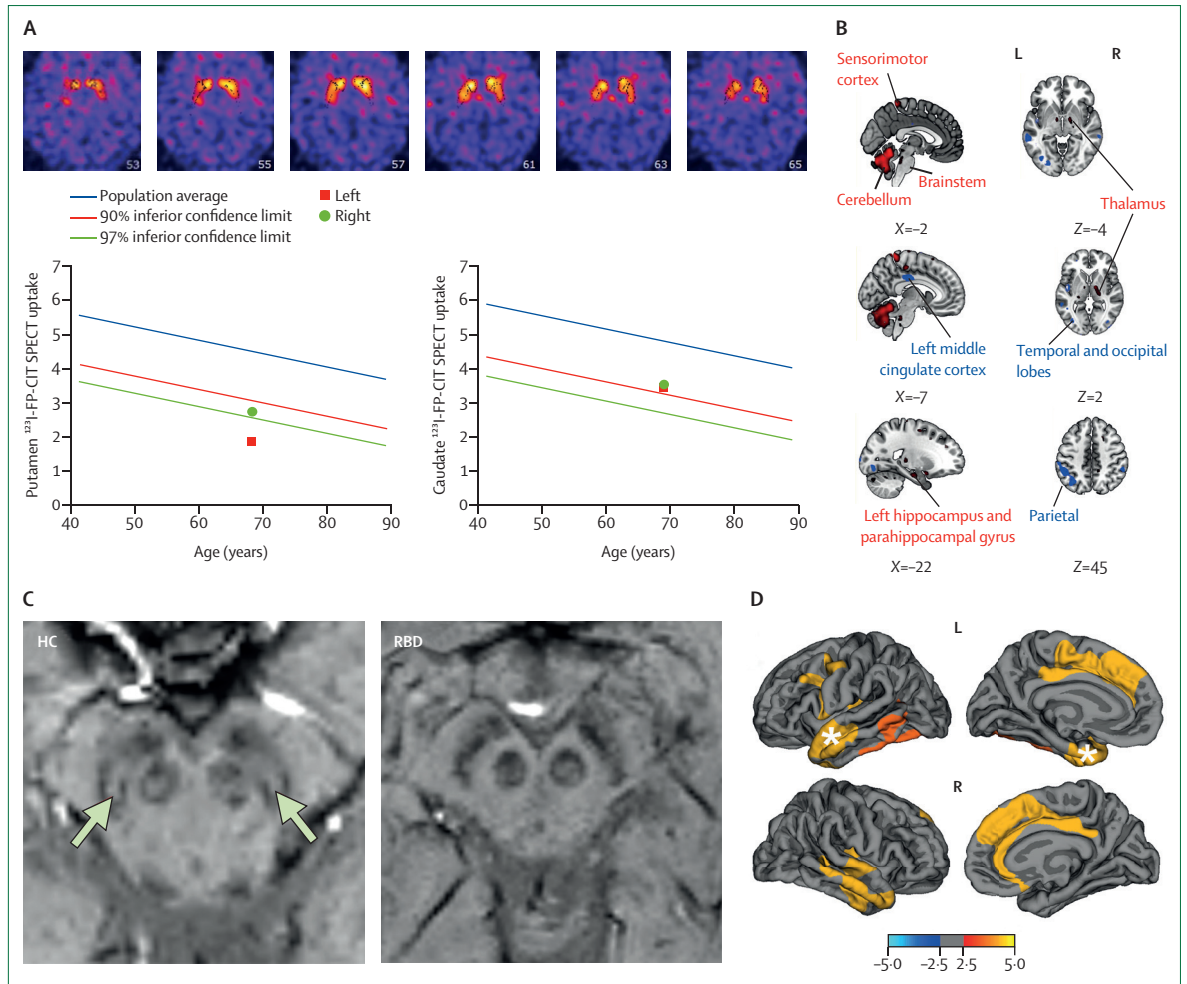 A
53
55
57
61
63
65
Population average
90% inferior confidence limit
97% inferior confidence limit
Left
Right
Putamen ¹²³I-FP-CIT SPECT uptake
7
6
5
4
3
2
1
0
40
50
60
70
80
90
Age (years)
Caudate ¹²³I-FP-CIT SPECT uptake
7
6
5
4
3
2
1
0
40
50
60
70
80
90
Age (years)
B
L
R
Sensorimotor
cortex
Brainstem
Cerebellum
Thalamus
X=–2
Z=–4
Left middle
cingulate cortex
Temporal and occipital
lobes
X=–7
Z=2
Left hippocampus and
parahippocampal gyrus
Parietal
X=–22
Z=45
C
HC
RBD
D
L
*
*
R
–5·0
–2·5
2·5
5·0